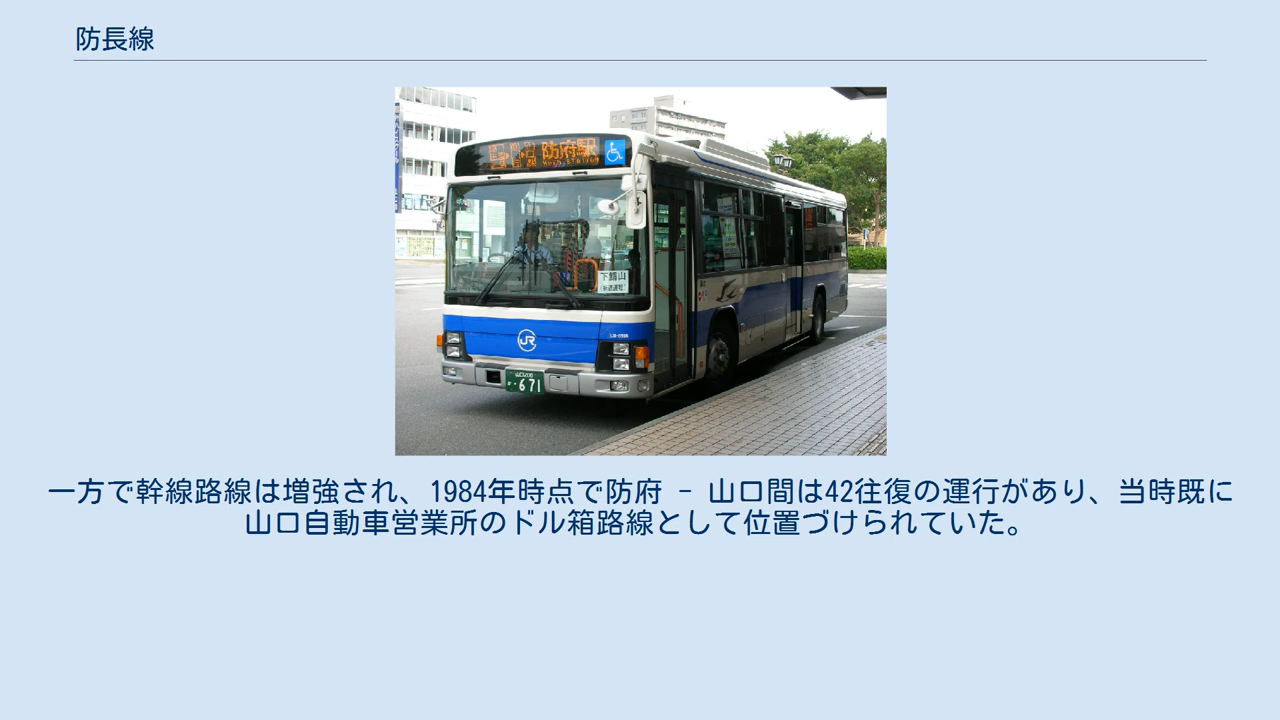 防長線
防府駅
JR
671
一方で幹線路線は増強され、1984年時点で防府 - 山口間は42往復の運行があり、当時既に
山口自動車営業所のドル箱路線として位置づけられていた。